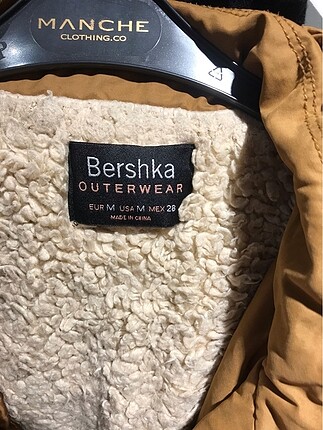 MANCHE
CLOTHING.CO
Bershka
OUTERWEAR
EUR M USA M MEX 28
MADE IN CHINA